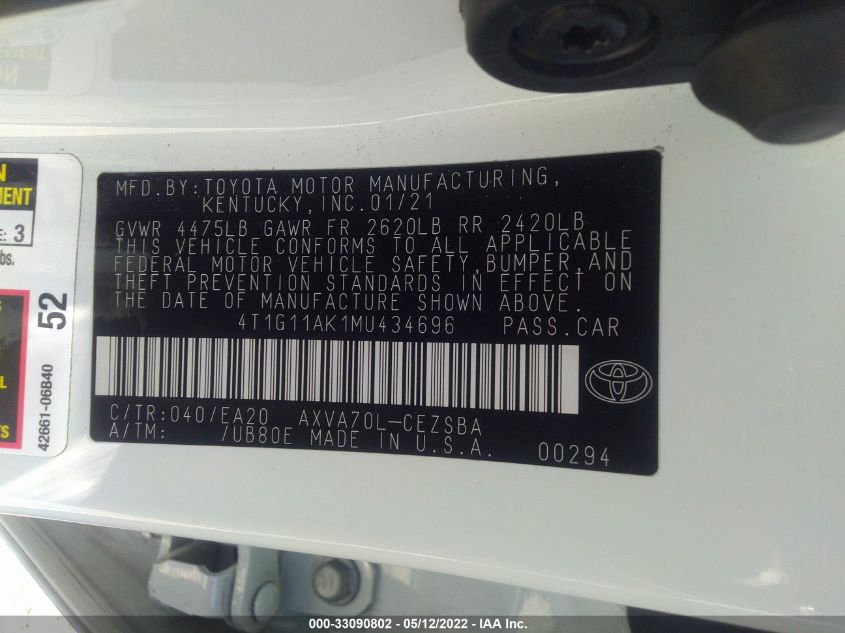 MFD.BY:TOYOTA MOTOR MANUFACTURING,
KENTUCKY,INC.01/21
GVWR 4475LB GAWR FR 2620LB RR 2420LB
THIS VEHICLE CONFORMS TO ALL APPLICABLE
FEDERAL MOTOR VEHICLE SAFETY,BUMPER,AND
THEFT PREVENTION STANDARDS IN EFFECT ON
THE DATE OF MANUFACTURE SHOWN ABOVE.
4T1G11AK1MU434696 PASS.CAR
C/TR:040/EA20 AXVA70L-CEZSBA
A/TM: /UB80E MADE IN U.S.A.
00294
MENT
: 3
bs.
52
42661-06B40
000-33090802 - 05/12/2022 - IAA Inc.